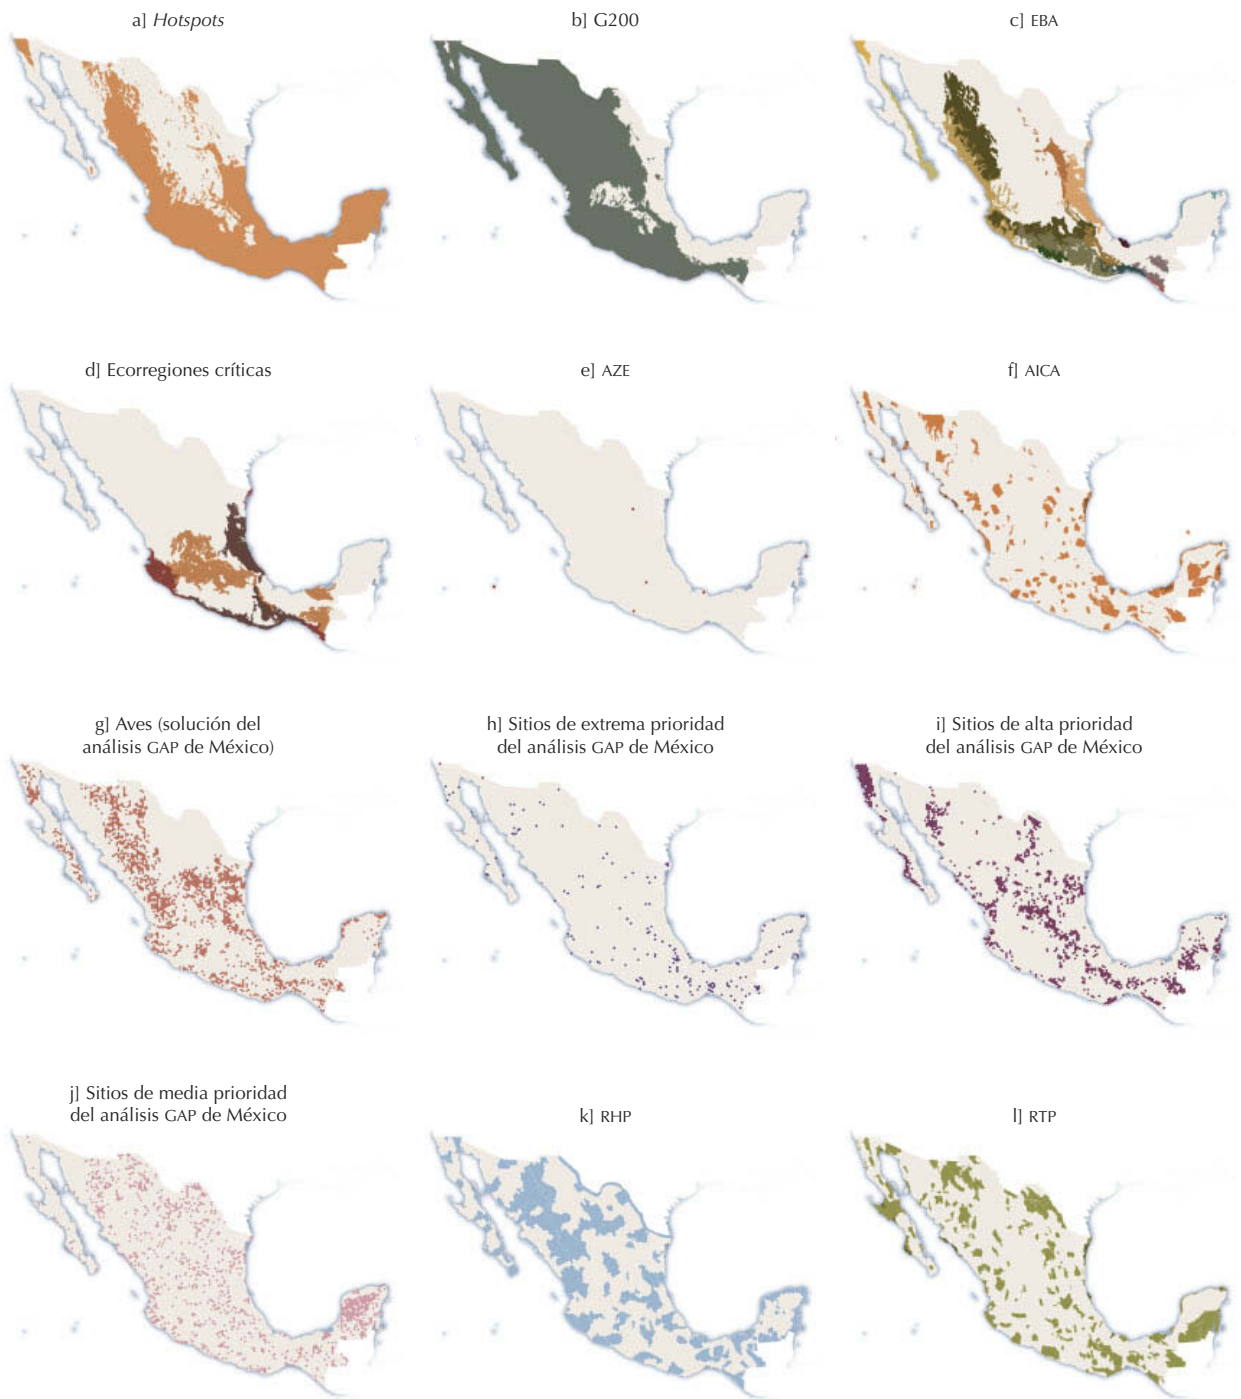 a] Hotspots
b] G200
c] EBA
d] Ecorregiones críticas
e] AZE
f] AICA
g] Aves (solución del
análisis GAP de México)
h] Sitios de extrema prioridad
del análisis GAP de México
i] Sitios de alta prioridad
del análisis GAP de México
j] Sitios de media prioridad
del análisis GAP de México
k] RHP
l] RTP